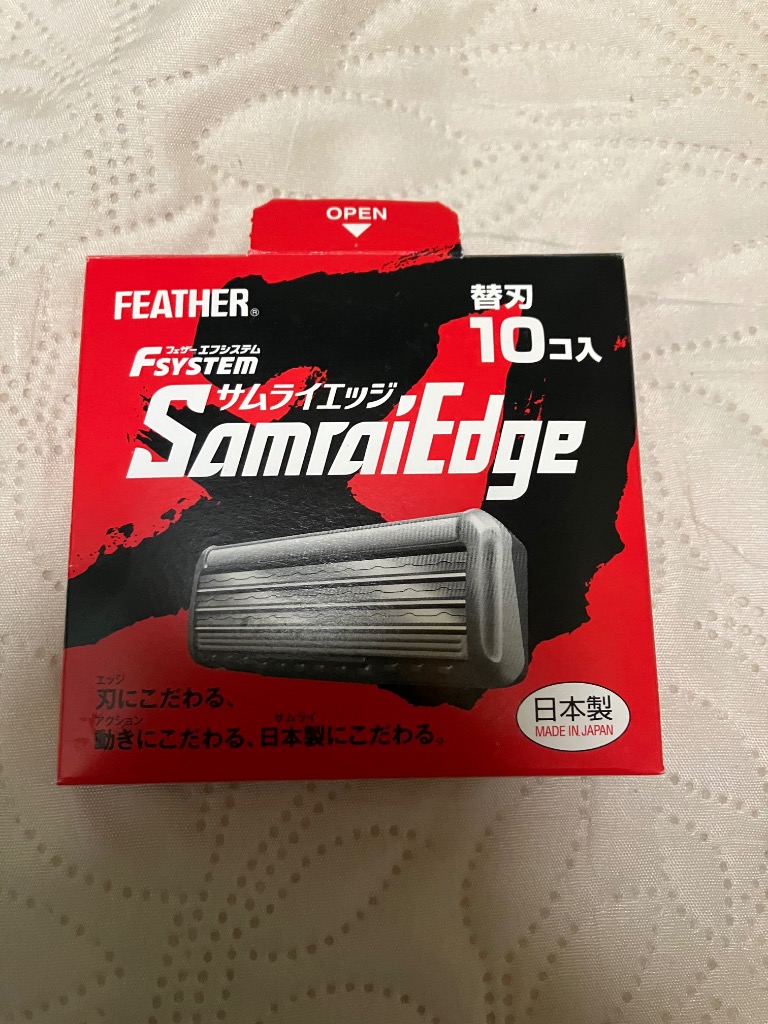 OPEN
FEATHER®
替刃
10コ入
フェザーエフシステム
F SYSTEM
サムライエッジ
SamraiEdge
エッジ
刃にこだわる、
アクション サムライ
動きにこだわる、日本製にこだわる。
日本製
MADE IN JAPAN